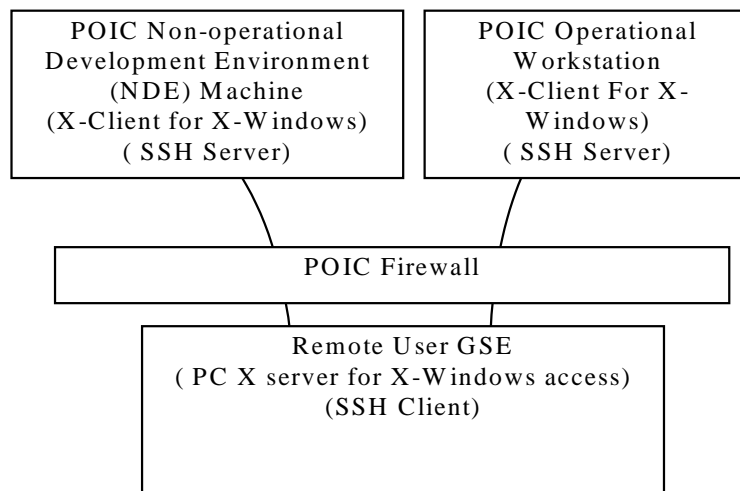 POIC Non-operational
Development Environment
(NDE) Machine
(X-Client for X-Windows)
( SSH Server)
POIC Operational
Workstation
(X-Client For X-
Windows)
( SSH Server)
POIC Firewall
Remote User GSE
( PC X server for X-Windows access)
(SSH Client)